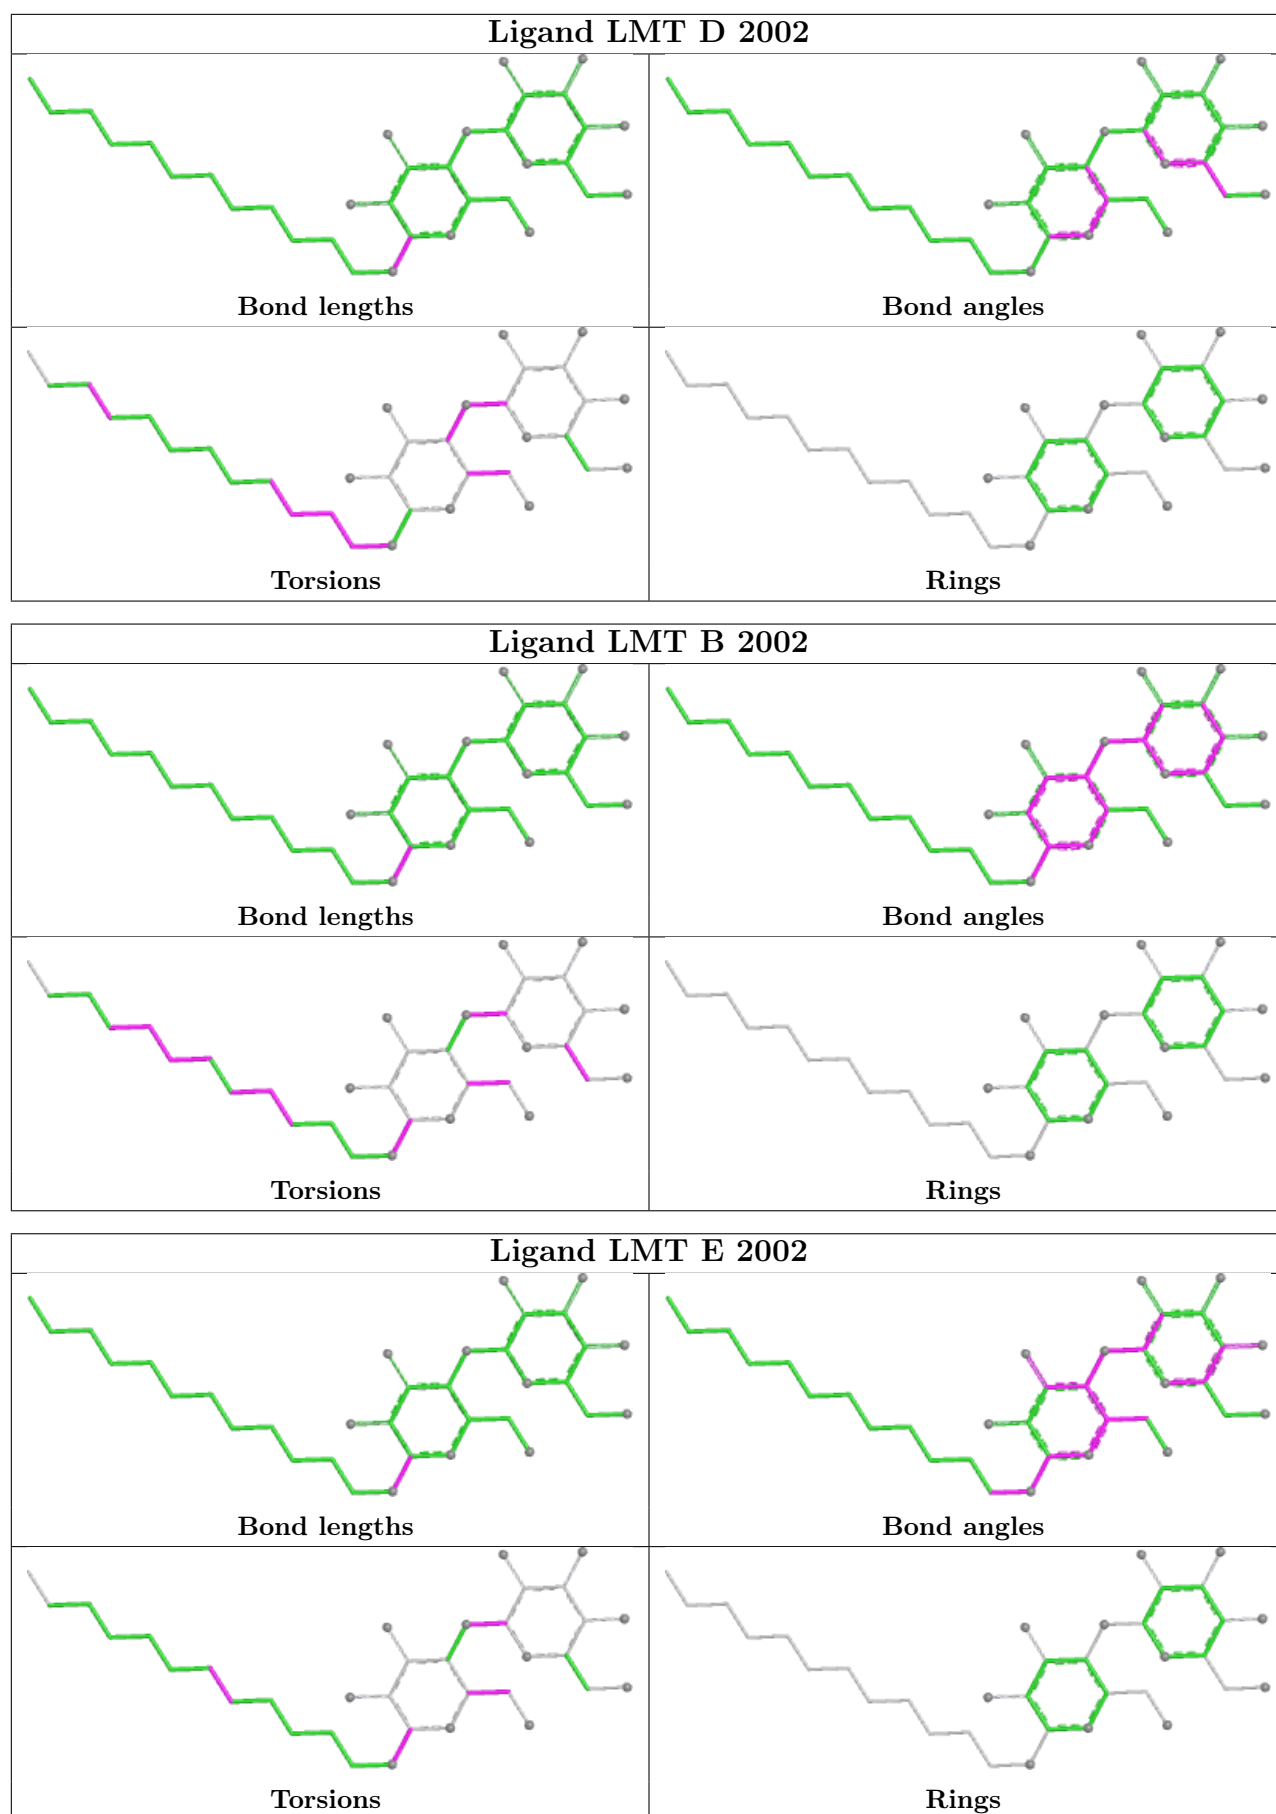 Ligand LMT D 2002
Bond lengths
Bond angles
Torsions
Rings
Ligand LMT B 2002
Bond lengths
Bond angles
Torsions
Rings
Ligand LMT E 2002
Bond lengths
Bond angles
Torsions
Rings